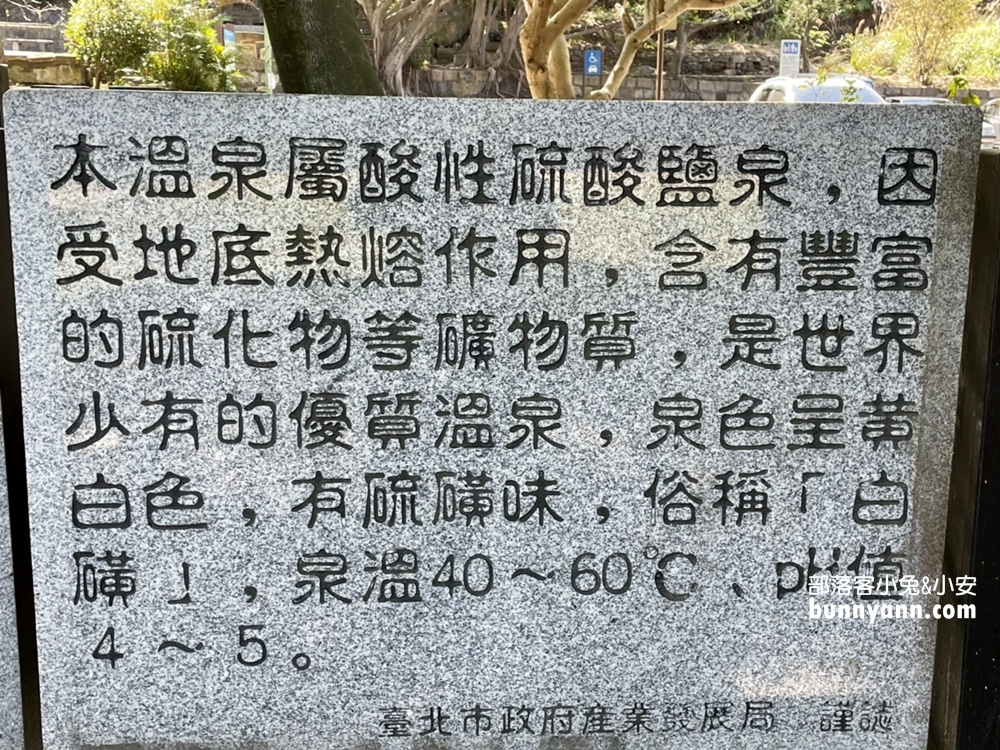 本溫泉屬酸性硫酸鹽泉，因
受地底熱熔作用，含有豐富
的硫化物等礦物質，是世界
少有的優質溫泉，泉色呈黃
白色，有硫磺味，俗稱「白
磺」，泉溫40～60℃、pH值
4～5。
臺北市政府產業發展局 謹誌
部落客小兔&小安
bunnyann.com